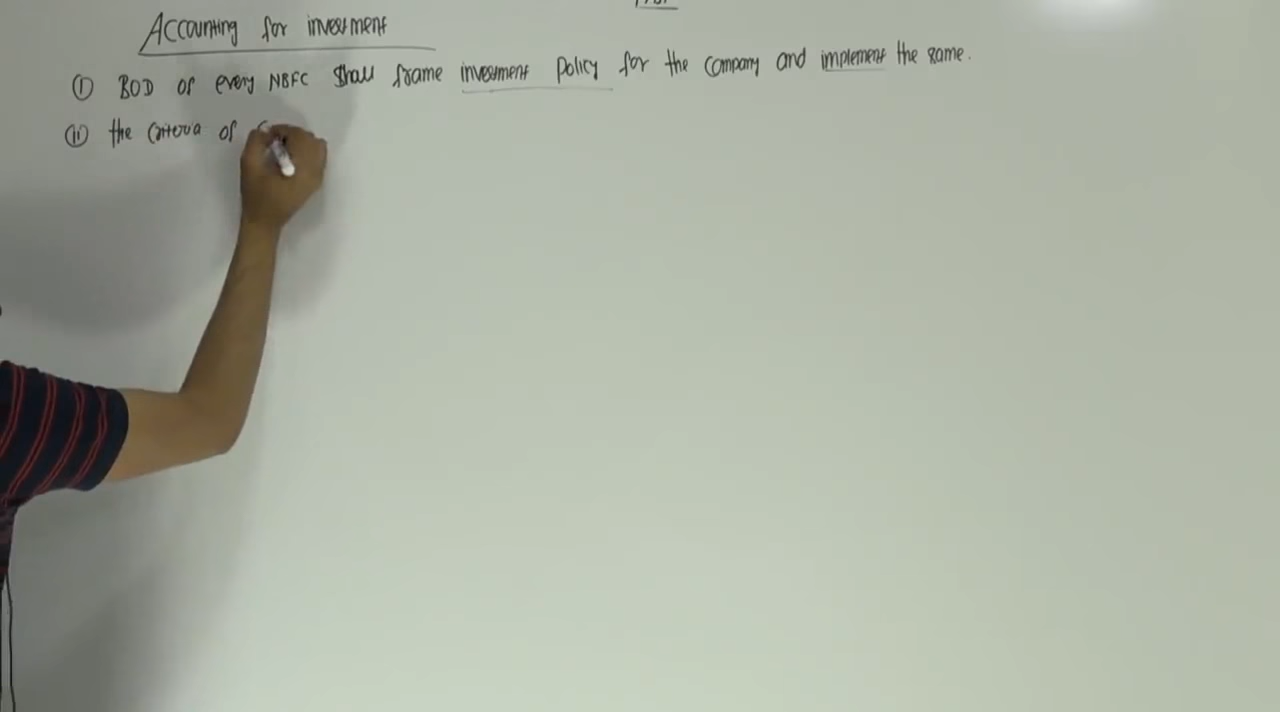 Accounting for investment
(i) BOD of every NBFC shall frame investment policy for the company and implement the same.
(ii) the criteria of